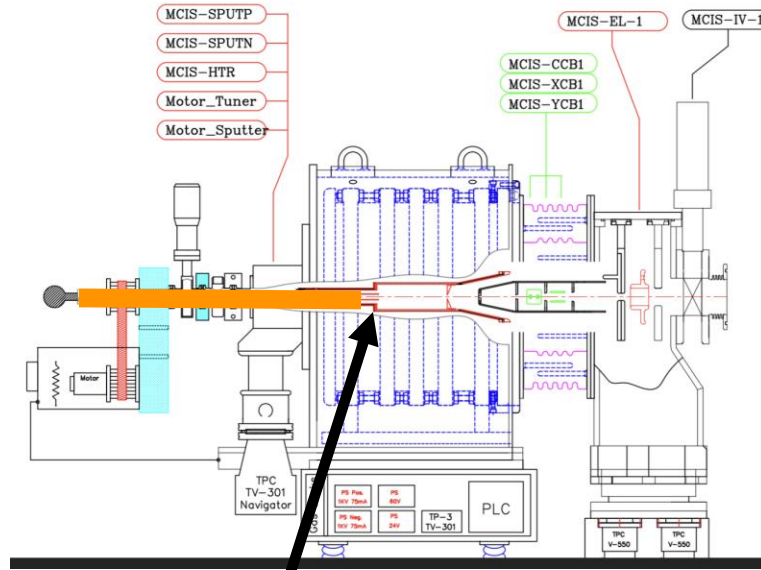 MCIS-SPUTP
MCIS-SPUTN
MCIS-HTR
Motor_Tuner
Motor_Sputter
MCIS-CCB1
MCIS-XCB1
MCIS-YCB1
MCIS-EL-1
MCIS-IV-1
Motor
TPC
TV-301
Navigator
PS Pos.
1KV 75mA
PS
60V
PS Neg.
1KV 75mA
PS
24V
TP-3
TV-301
PLC
TPC
V-550
TPC
V-550